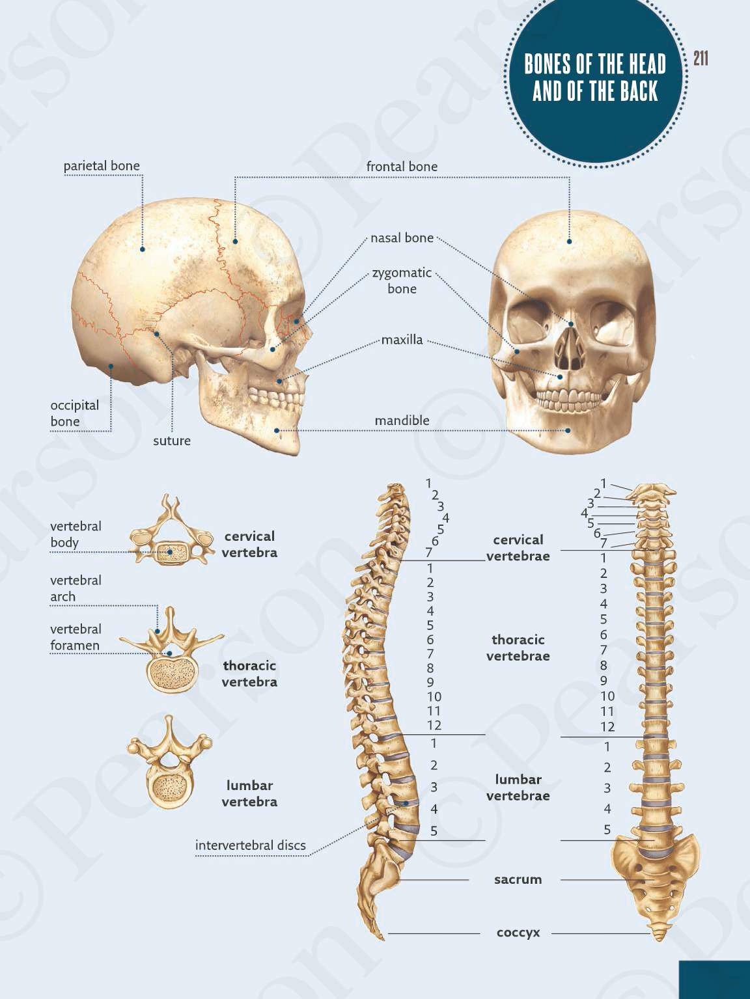 BONES OF THE HEAD
AND OF THE BACK
211
parietal bone
frontal bone
nasal bone
zygomatic
bone
maxilla
occipital
bone
suture
mandible
vertebral
body
cervical
vertebra
vertebral
arch
vertebral
foramen
thoracic
vertebra
lumbar
vertebra
intervertebral discs
1
2
3
4
5
6
7
1
2
3
4
5
6
7
8
9
10
11
12
1
2
3
4
5
cervical
vertebrae
thoracic
vertebrae
lumbar
vertebrae
sacrum
coccyx
1
2
3
4
5
6
7
1
2
3
4
5
6
7
8
9
10
11
12
1
2
3
4
5
© Pearson
© Pearson
© Pearson
© Pearson